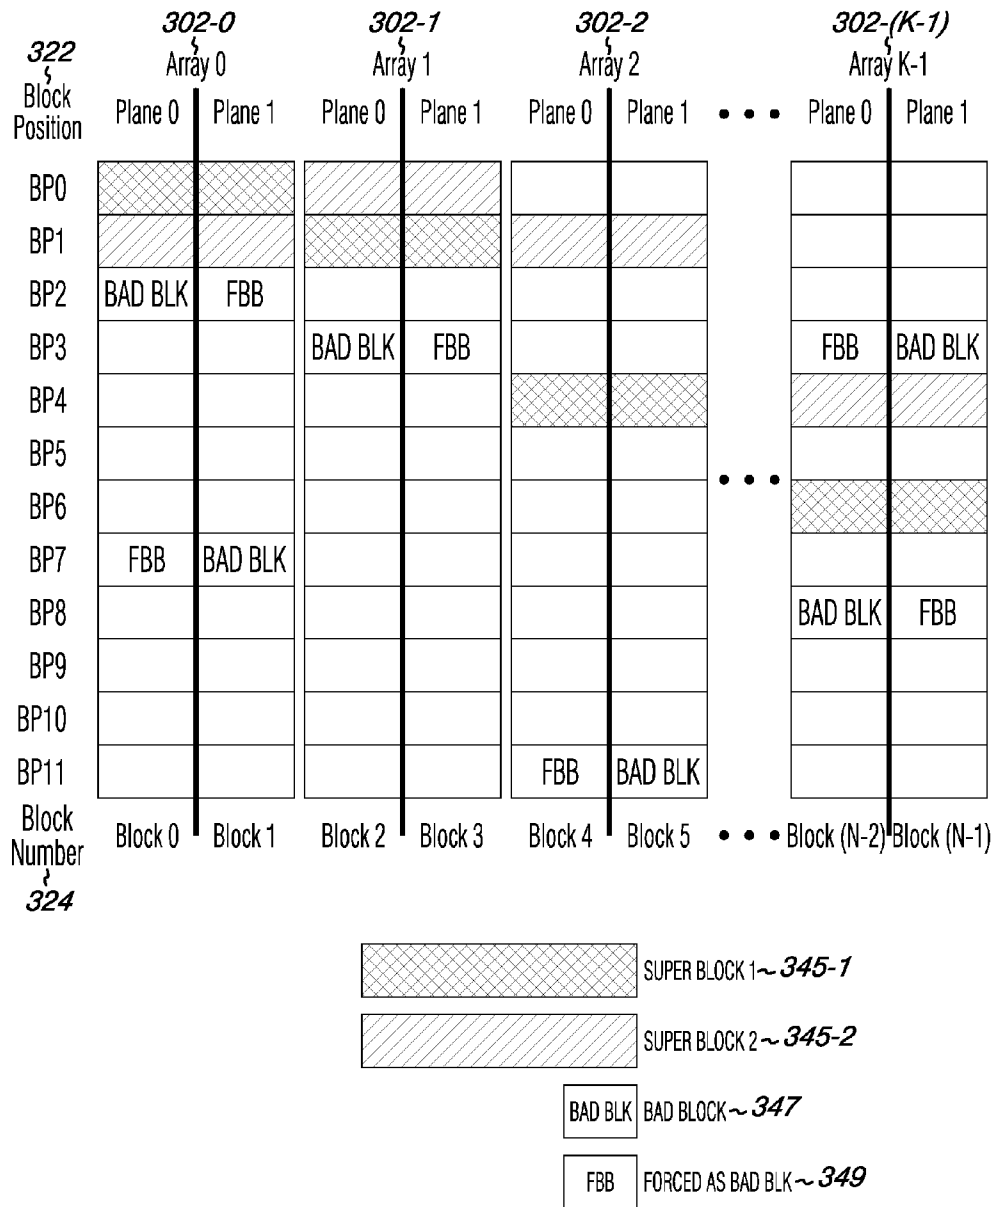 302-0 302-1 302-2 302-(K-1)
322 Array 0 Array 1 Array 2 Array K-1
Block
Position Plane 0 Plane 1 Plane 0 Plane 1 Plane 0 Plane 1 • • • Plane 0 Plane 1
BP0
BP1
BP2 BAD BLK FBB
BP3 BAD BLK FBB FBB BAD BLK
BP4
BP5
• • •
BP6
BP7 FBB BAD BLK
BP8 BAD BLK FBB
BP9
BP10
BP11 FBB BAD BLK
Block
Number Block 0 Block 1 Block 2 Block 3 Block 4 Block 5 • • • Block (N-2) Block (N-1)
324
SUPER BLOCK 1~345-1
SUPER BLOCK 2~345-2
BAD BLK BAD BLOCK~347
FBB FORCED AS BAD BLK~349